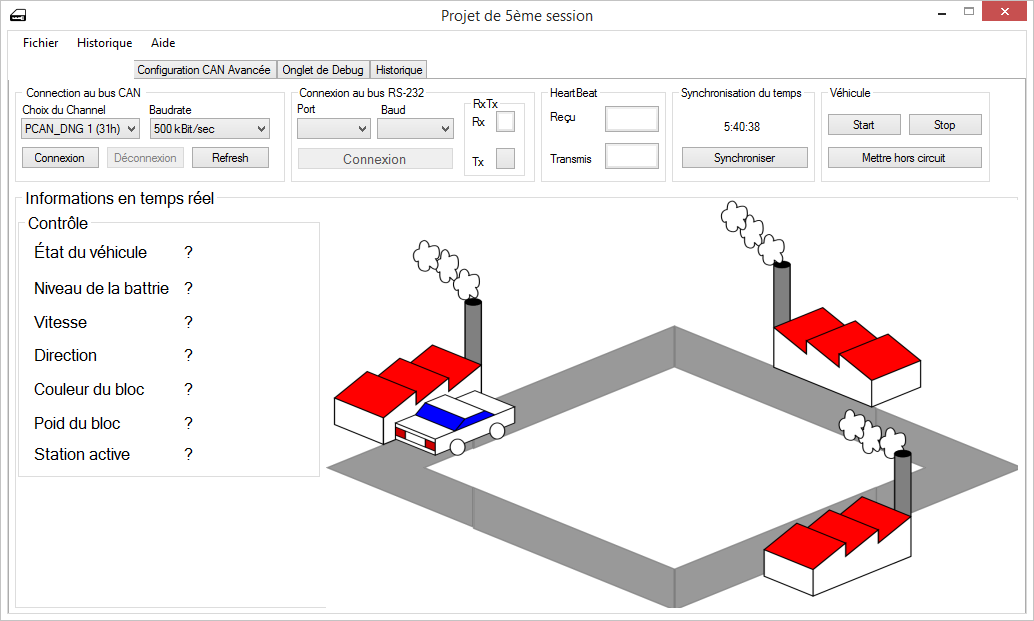 Projet de 5ème session
Fichier Historique Aide
Configuration CAN Avancée Onglet de Debug Historique
Connection au bus CAN
Choix du Channel Baudrate
PCAN_DNG 1 (31h) 500 kBit/sec
Connexion Déconnexion Refresh
Connexion au bus RS-232
Port Baud
Connexion
RxTx
Rx
Tx
HeartBeat
Reçu
Transmis
Synchronisation du temps
5:40:38
Synchroniser
Véhicule
Start Stop
Mettre hors circuit
Informations en temps réel
Contrôle
État du véhicule ?
Niveau de la battrie ?
Vitesse ?
Direction ?
Couleur du bloc ?
Poid du bloc ?
Station active ?